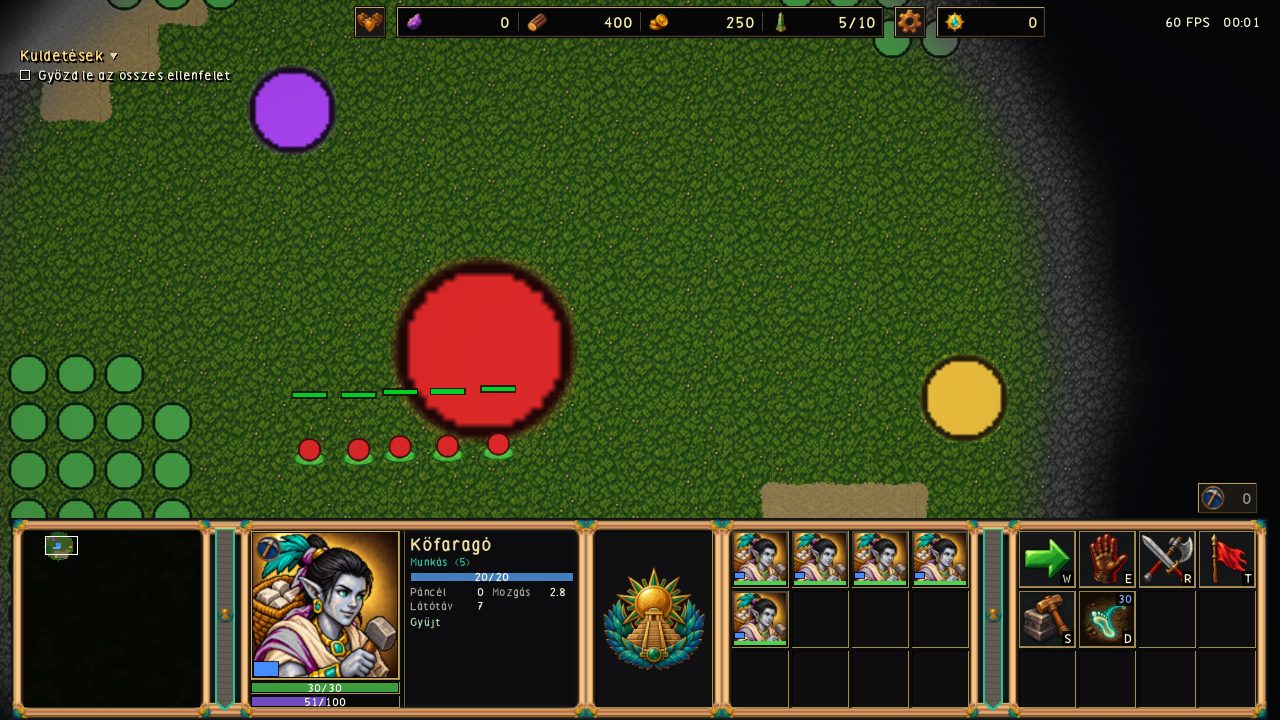 0 400 250 5/10 0 60 FPS 00:01
Küldetések ▾
Győzd le az összes ellenfelet
0
Kőfaragó
Munkás <5>
20/20
Páncél 0 Mozgás 2.8
Látótáv 7
Gyűjt
30/30
51/100
W E R T
30
S D